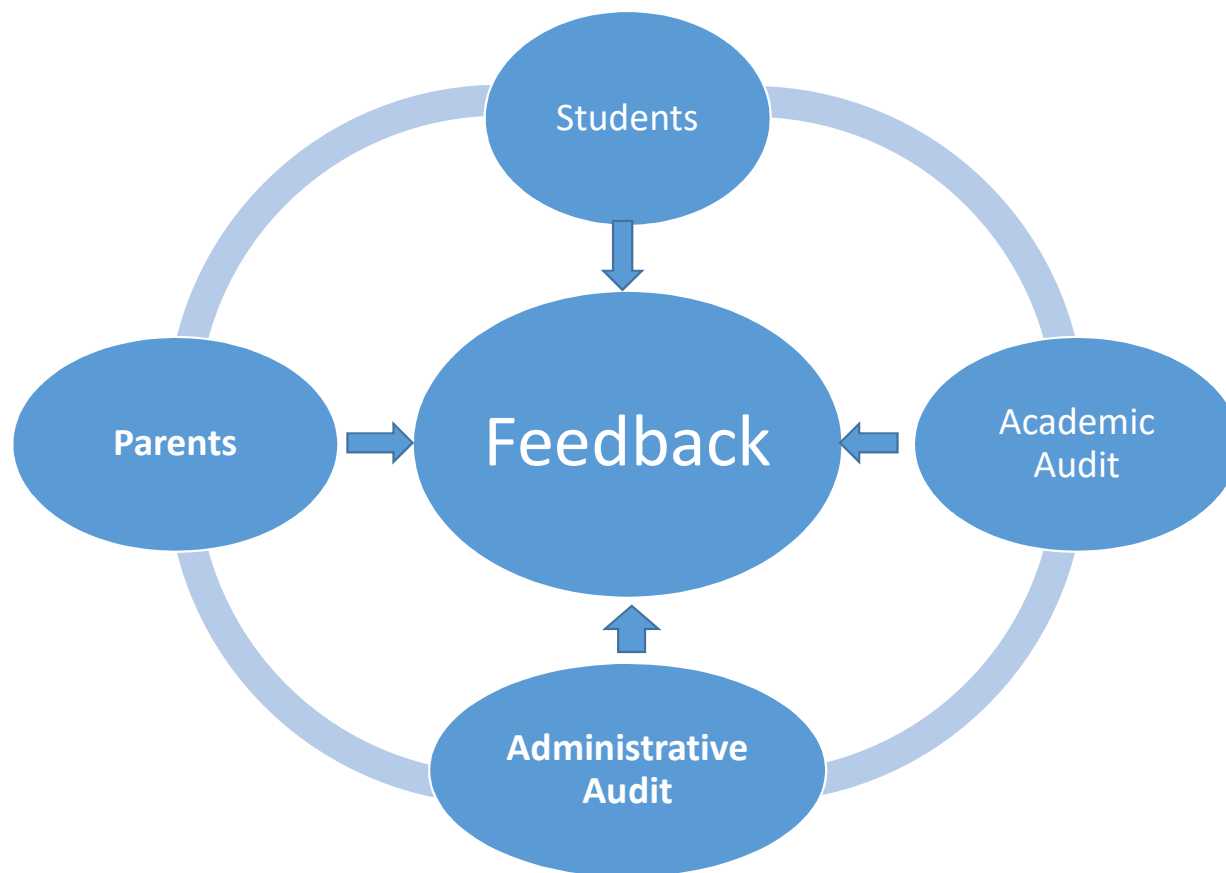 Students
Parents
Feedback
Academic
Audit
Administrative
Audit